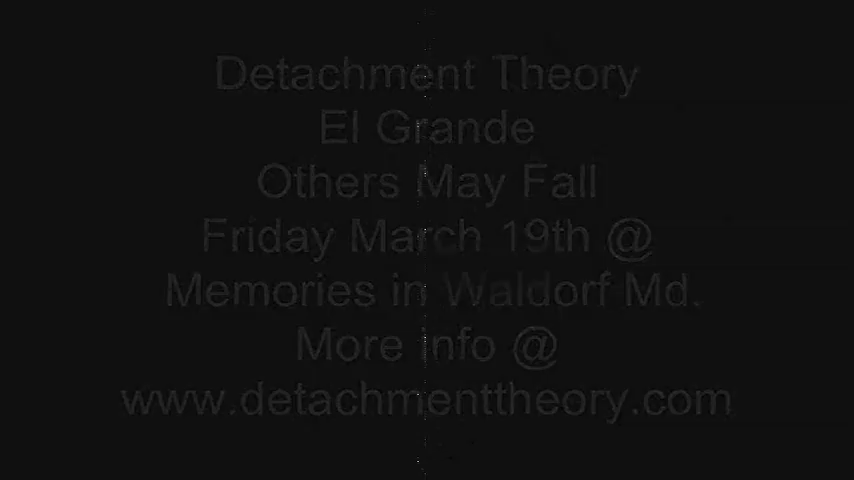 Detachment Theory
El Grande
Others May Fall
Friday March 19th @
Memories in Waldorf Md.
More info @
www.detachmenttheory.com